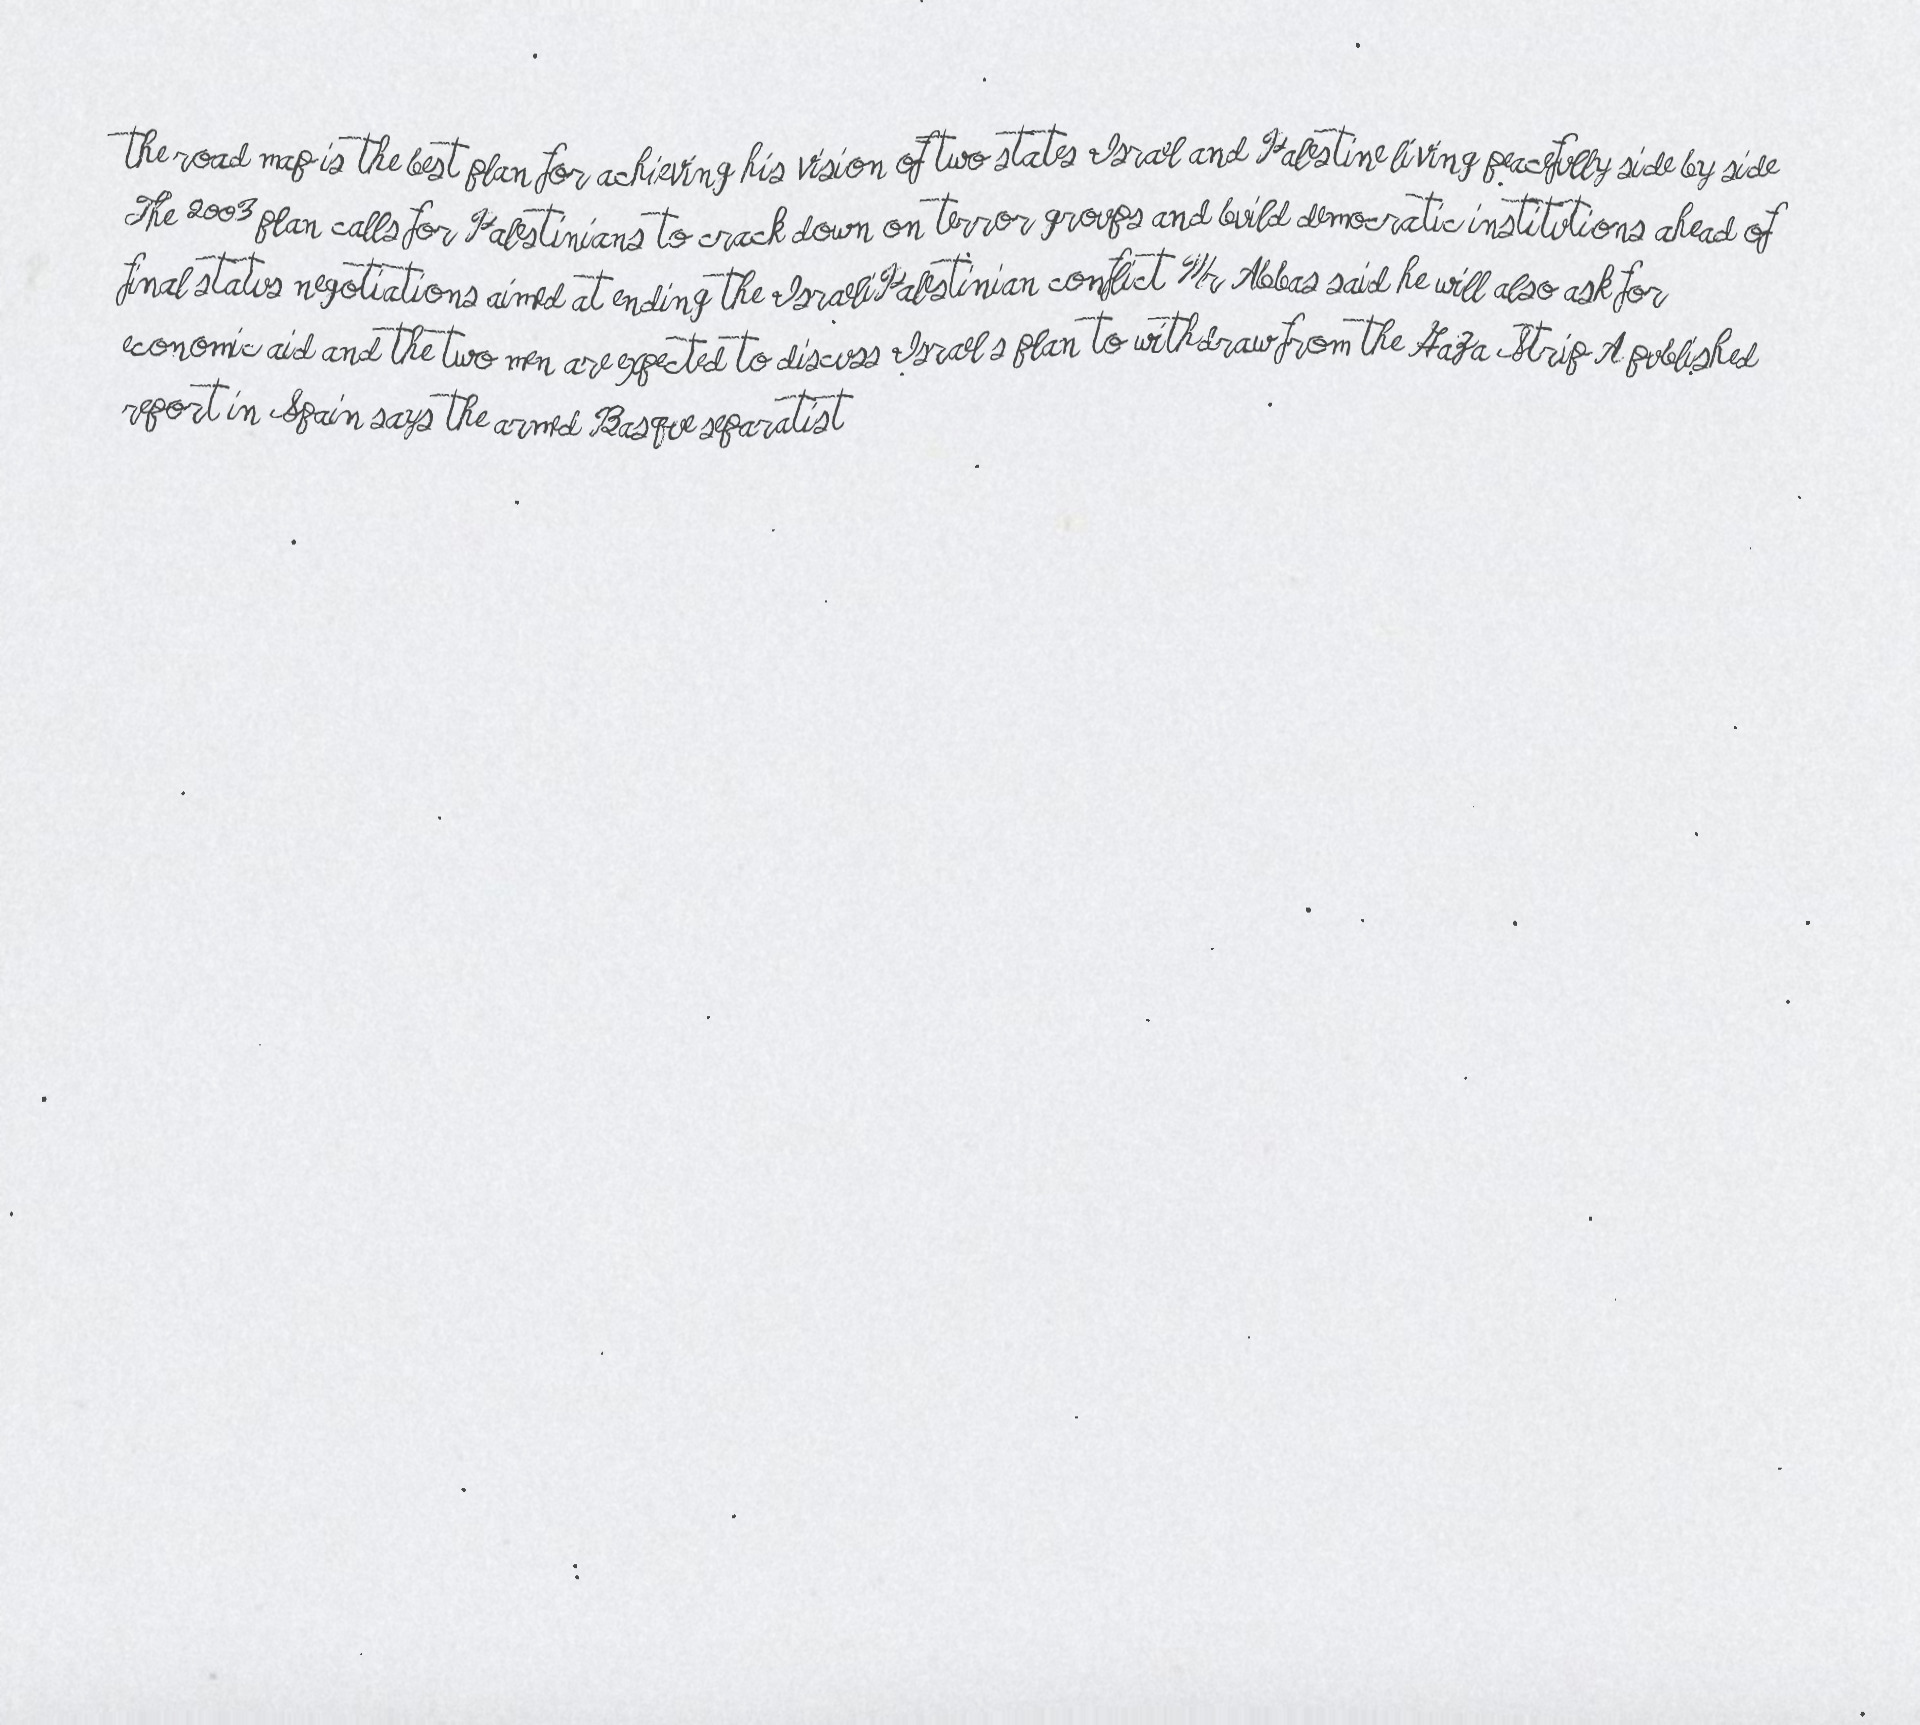 the road map is the best plan for achieving his vision of two states Israel and Palestine living peacefully side by side
The 2003 plan calls for Palestinians to crack down on terror groups and build democratic institutions ahead of
final status negotiations aimed at ending the IsraeliPalestinian conflict Mr Abbas said he will also ask for
economic aid and the two men are expected to discuss Israel s plan to withdraw from the Gaza Strip A published
report in Spain says the armed Basque separatist